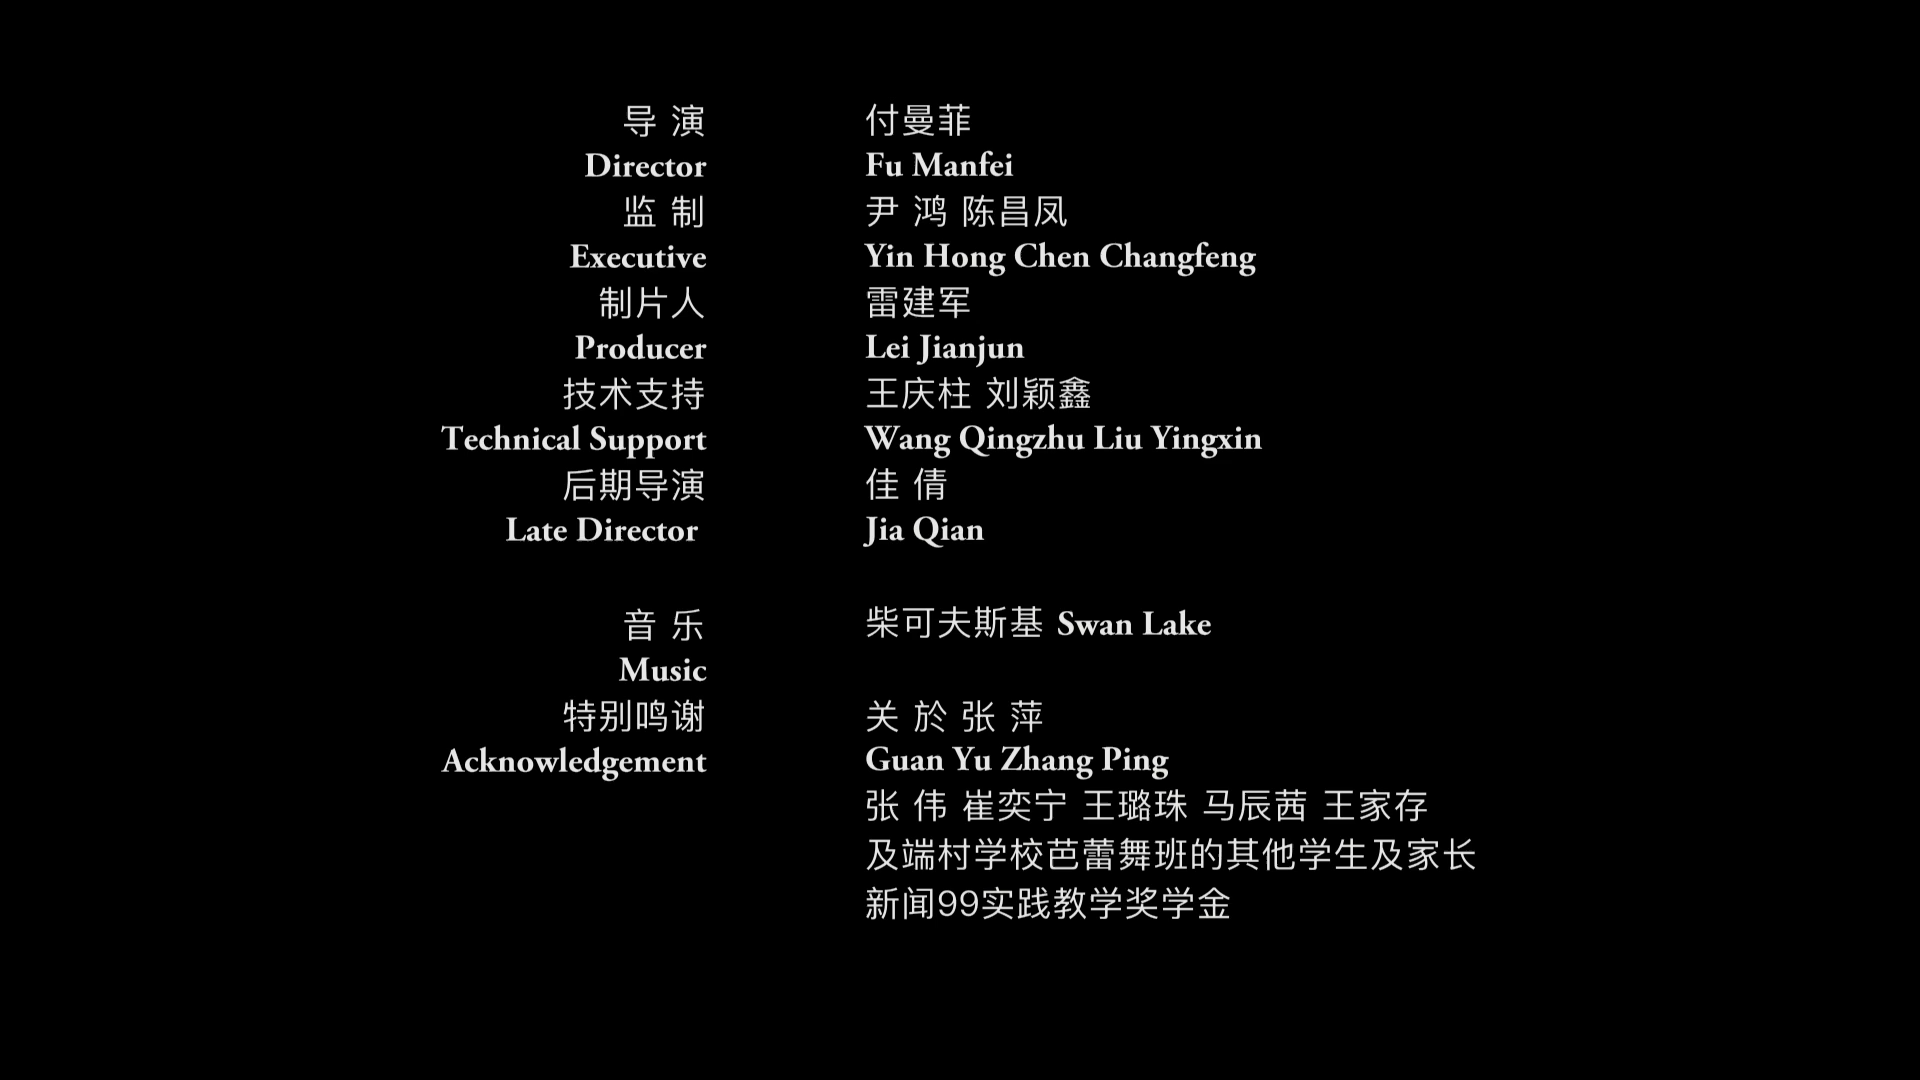 导 演 付曼菲
Director Fu Manfei
监 制 尹 鸿 陈昌凤
Executive Yin Hong Chen Changfeng
制片人 雷建军
Producer Lei Jianjun
技术支持 王庆柱 刘颖鑫
Technical Support Wang Qingzhu Liu Yingxin
后期导演 佳 倩
Late Director Jia Qian
音 乐 柴可夫斯基 Swan Lake
Music
特别鸣谢 关 於 张 萍
Acknowledgement Guan Yu Zhang Ping
张 伟 崔奕宁 王璐珠 马辰茜 王家存
及端村学校芭蕾舞班的其他学生及家长
新闻99实践教学奖学金